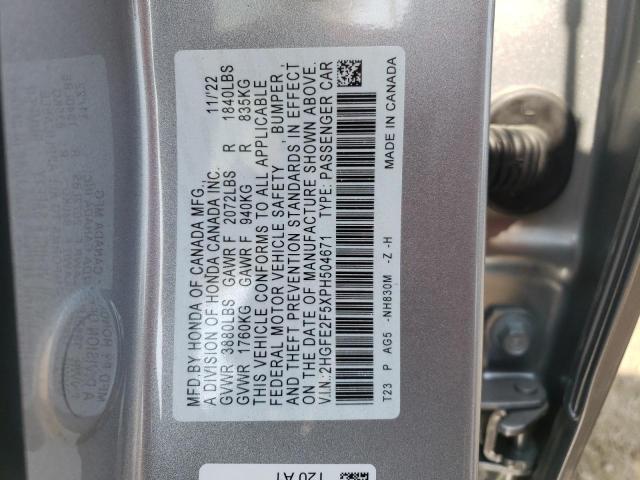 MFD.BY HONDA OF CANADA MFG.,
A DIVISION OF HONDA CANADA INC. 11/22
GVWR 3880LBS GAWR F 2072LBS R 1840LBS
GVWR 1760KG GAWR F 940KG R 835KG
THIS VEHICLE CONFORMS TO ALL APPLICABLE
FEDERAL MOTOR VEHICLE SAFETY , BUMPER ,
AND THEFT PREVENTION STANDARDS IN EFFECT
ON THE DATE OF MANUFACTURE SHOWN ABOVE.
V.I.N.:2HGFE2F5XPH504671 TYPE: PASSENGER CAR
T23 P AG5 -NH830M -Z -H MADE IN CANADA
T20 A1